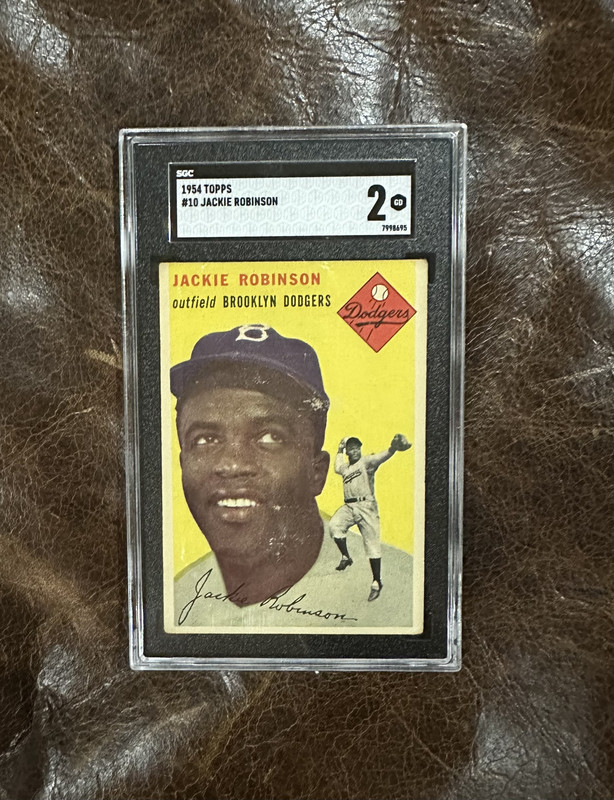 SGC
1954 TOPPS
#10 JACKIE ROBINSON
2 GD
7998695
JACKIE ROBINSON
outfield BROOKLYN DODGERS
Dodgers
B
Jackie Robinson